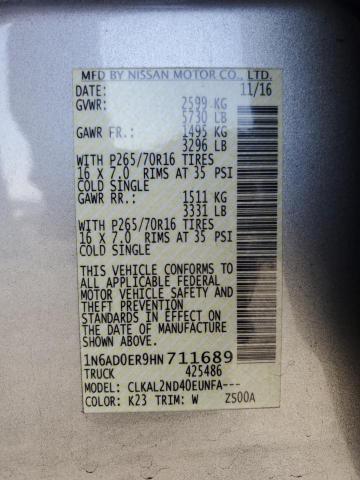 MFD BY NISSAN MOTOR CO., LTD.
DATE: 11/16
GVWR: 2599 KG
5730 LB
GAWR FR.: 1495 KG
3296 LB
WITH P265/70R16 TIRES
16 X 7.0 RIMS AT 35 PSI
COLD SINGLE
GAWR RR.: 1511 KG
3331 LB
WITH P265/70R16 TIRES
16 X 7.0 RIMS AT 35 PSI
COLD SINGLE
THIS VEHICLE CONFORMS TO
ALL APPLICABLE FEDERAL
MOTOR VEHICLE SAFETY AND
THEFT PREVENTION
STANDARDS IN EFFECT ON
THE DATE OF MANUFACTURE
SHOWN ABOVE.
1N6AD0ER9HN711689
TRUCK 425486
MODEL: CLKAL2ND40EUNFA---
COLOR: K23 TRIM: W Z500A